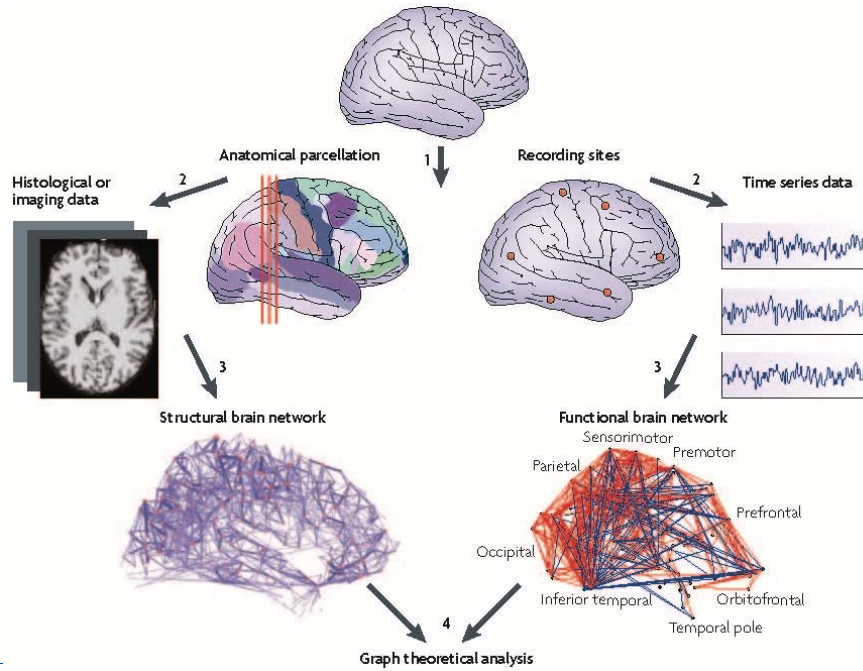 Anatomical parcellation
1
Recording sites
Histological or
imaging data
2
2
Time series data
3
3
Structural brain network
Functional brain network
Sensorimotor
Parietal
Premotor
Prefrontal
Occipital
Inferior temporal
Orbitofrontal
Temporal pole
4
Graph theoretical analysis